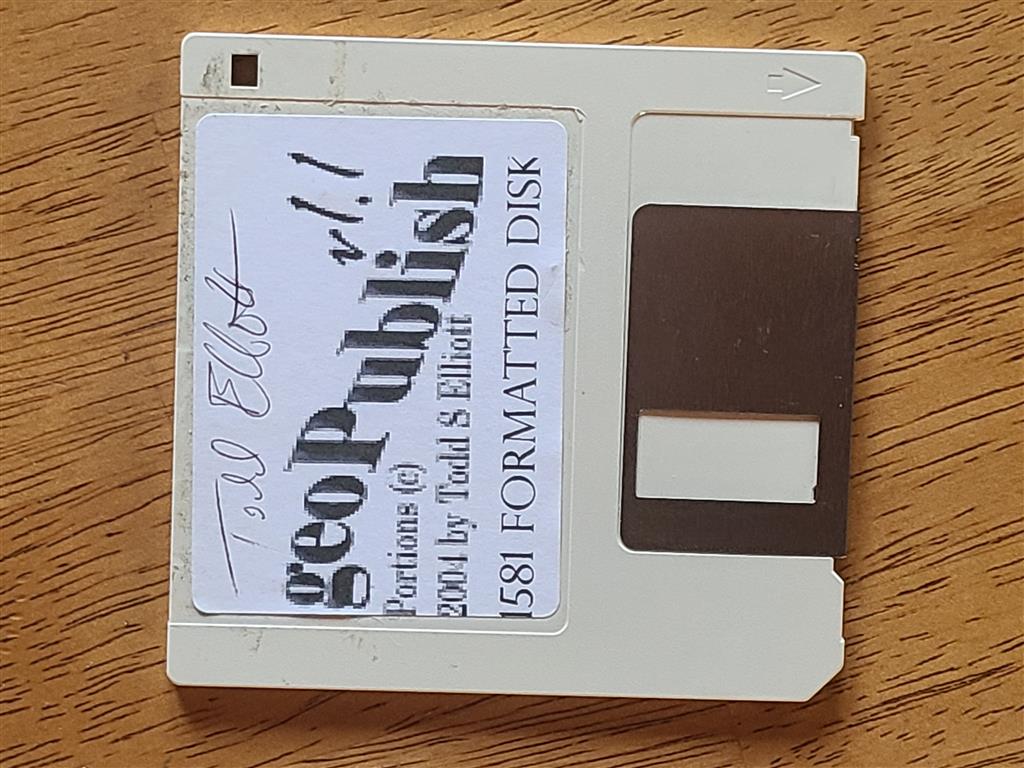 Todd Elliott
geoPublish v1.1
Portions (c)
2004 by Todd S Elliott
1581 FORMATTED DISK